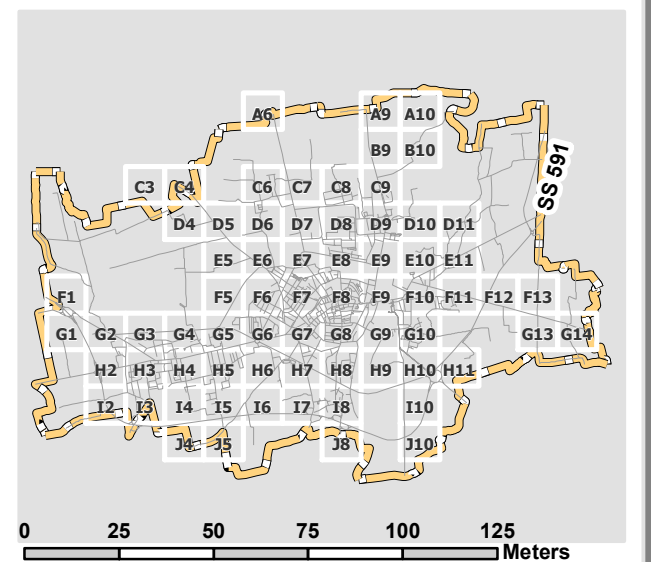 A6 A9 A10
B9 B10
SS 591
C3 C4 C6 C7 C8 C9
D4 D5 D6 D7 D8 D9 D10 D11
E5 E6 E7 E8 E9 E10 E11
F1 F5 F6 F7 F8 F9 F10 F11 F12 F13
G1 G2 G3 G4 G5 G6 G7 G8 G9 G10 G13 G14
H2 H3 H4 H5 H6 H7 H8 H9 H10 H11
I2 I3 I4 I5 I6 I7 I8 I10
J4 J5 J8 J10
0 25 50 75 100 125
Meters